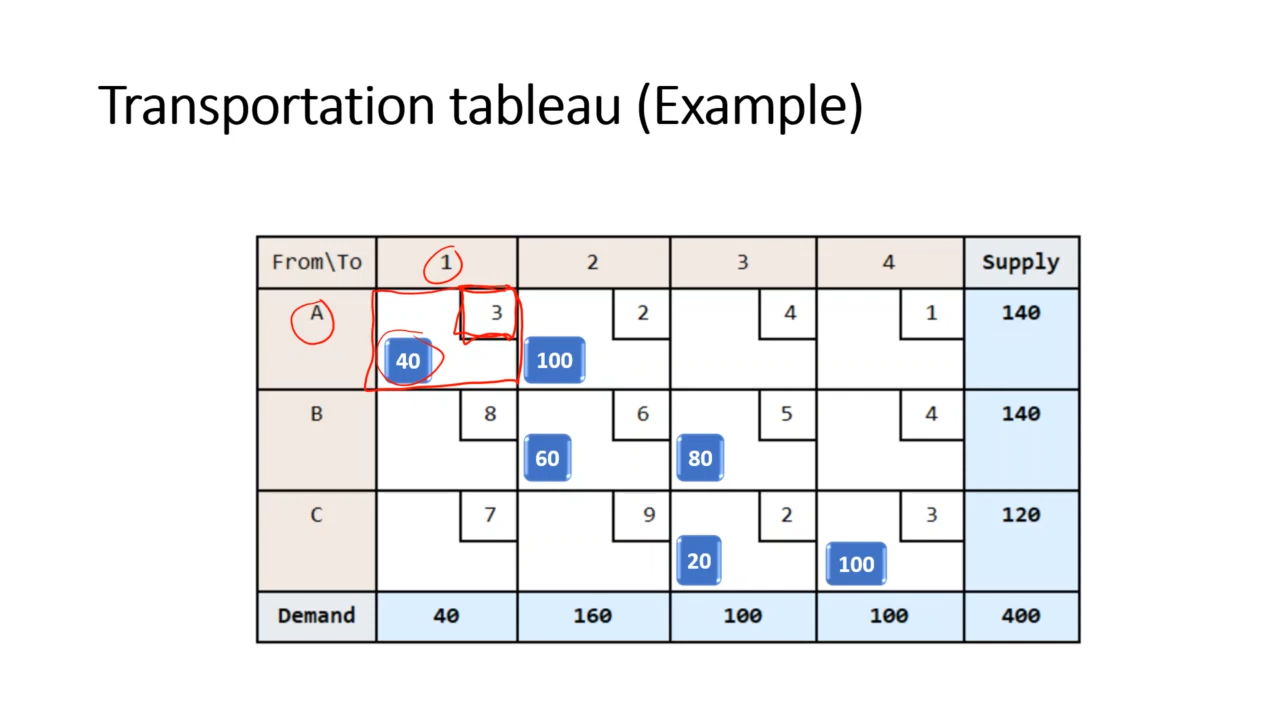 Transportation tableau (Example)
From\To 1 2 3 4 Supply
A 3 2 4 1 140
40 100
B 8 6 5 4 140
60 80
C 7 9 2 3 120
20 100
Demand 40 160 100 100 400